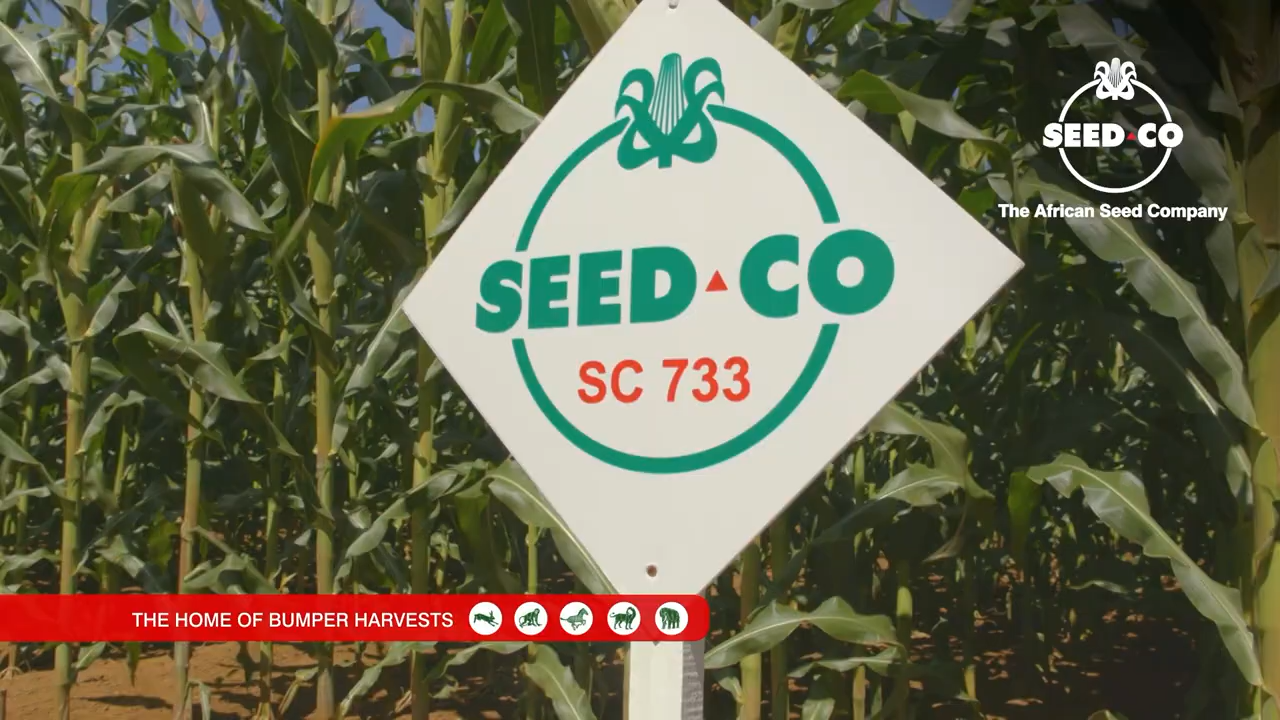 SEED CO
SC 733
SEED CO
The African Seed Company
THE HOME OF BUMPER HARVESTS